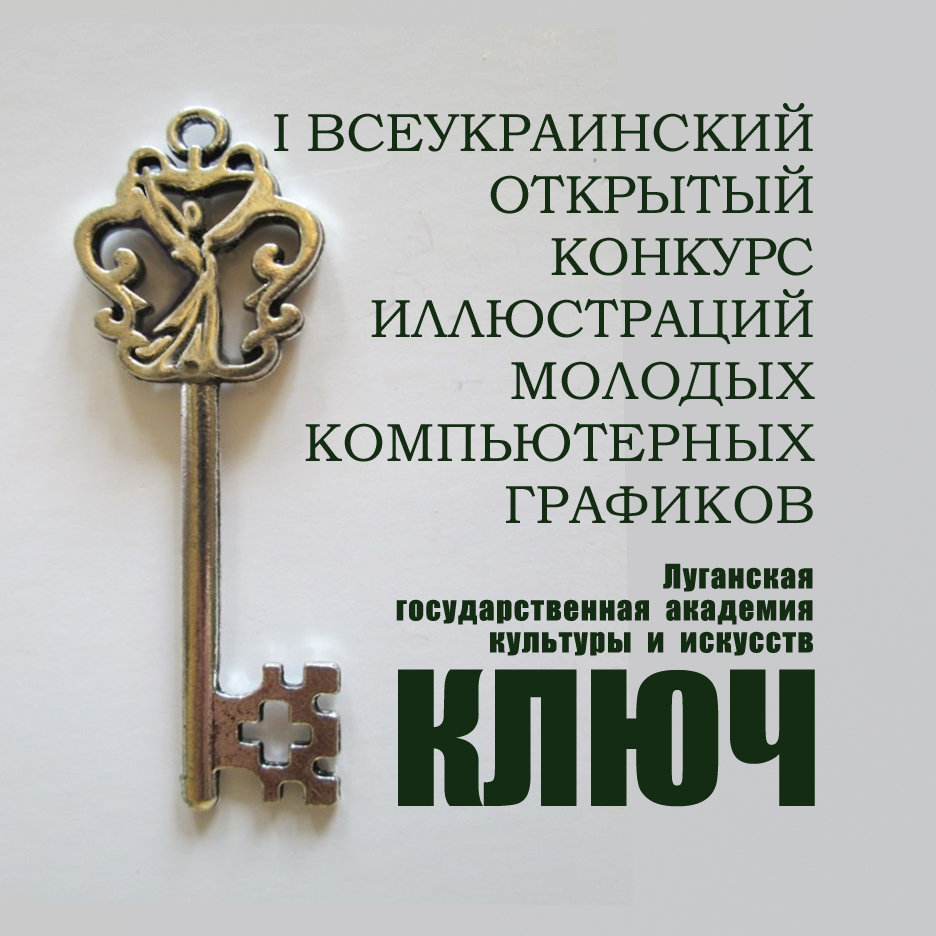 I ВСЕУКРАИНСКИЙ
ОТКРЫТЫЙ
КОНКУРС
ИЛЛЮСТРАЦИЙ
МОЛОДЫХ
КОМПЬЮТЕРНЫХ
ГРАФИКОВ
Луганская
государственная академия
культуры и искусств
КЛЮЧ